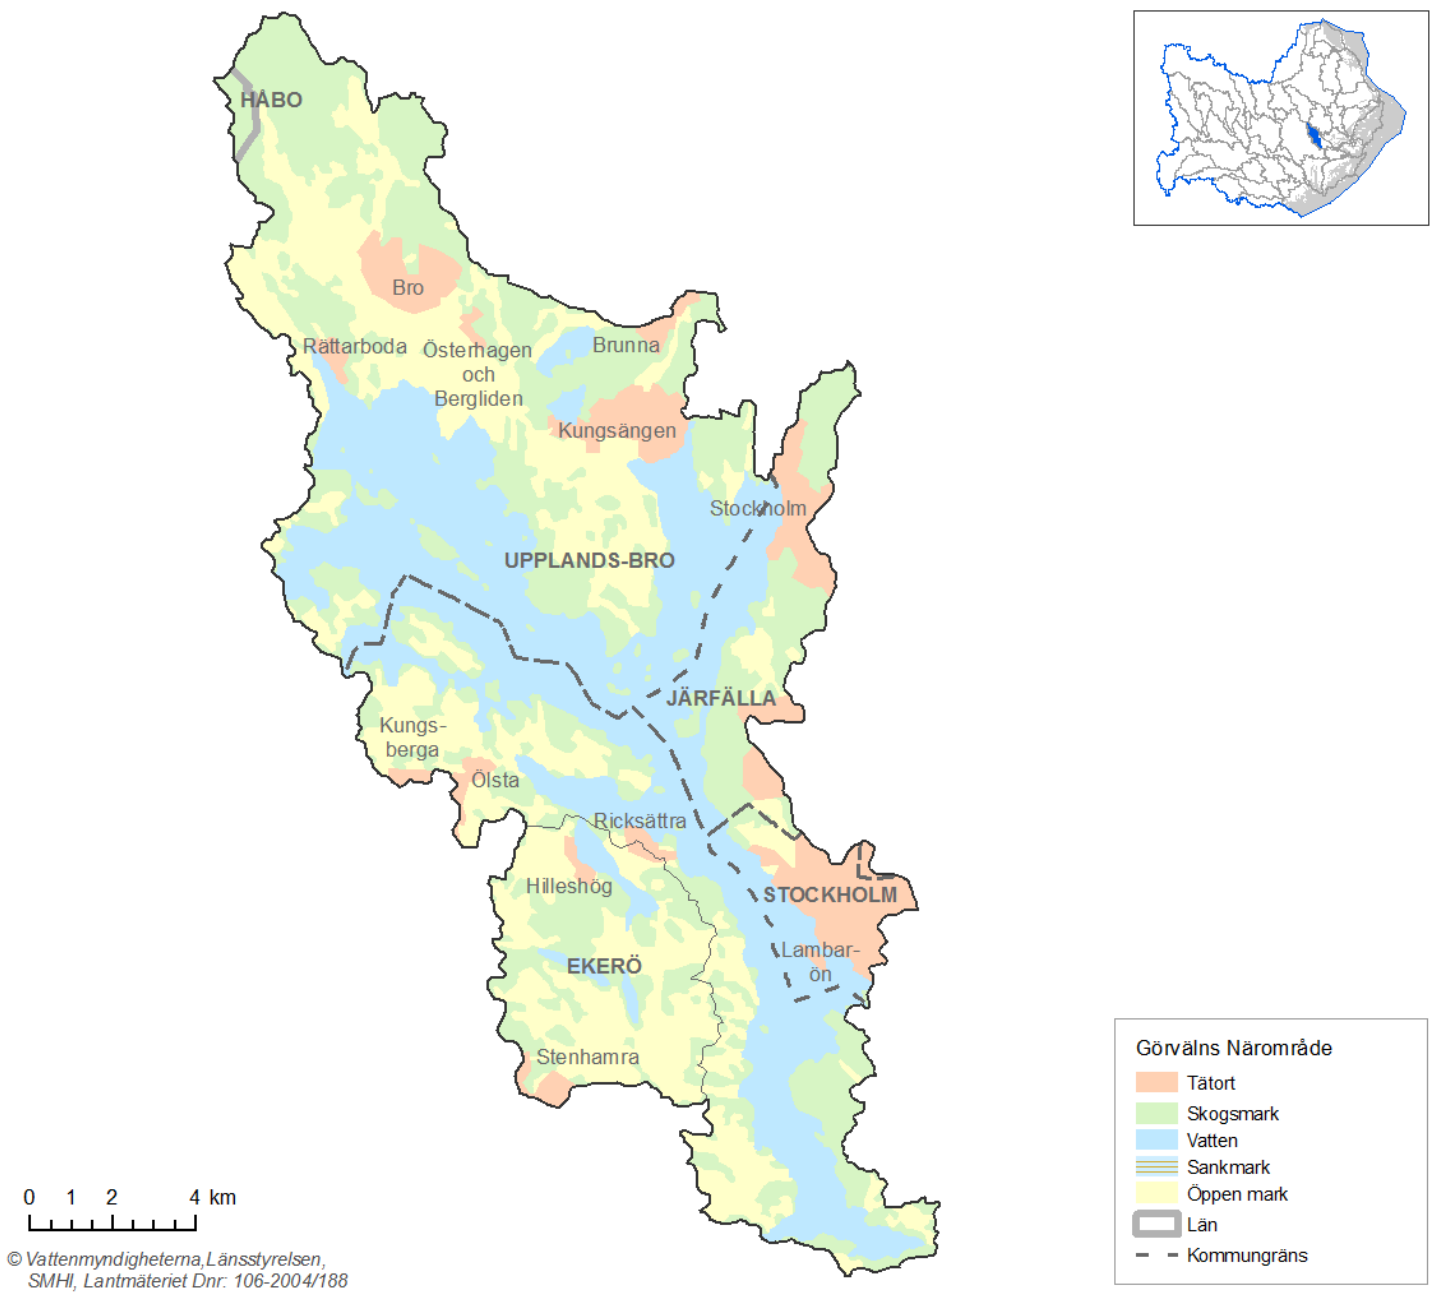 HÅBO
Bro
Rättarboda
Österhagen
och
Bergliden
Brunna
Kungsängen
Stockholm
UPPLANDS-BRO
JÄRFÄLLA
Kungs-
berga
Ölsta
Ricksättra
Hilleshög
STOCKHOLM
Lambar-
ön
EKERÖ
Stenhamra
Görvälns Närområde
Tätort
Skogsmark
Vatten
Sankmark
Öppen mark
Län
Kommungräns
0 1 2 4 km
© Vattenmyndigheterna,Länsstyrelsen,
SMHI, Lantmäteriet Dnr: 106-2004/188